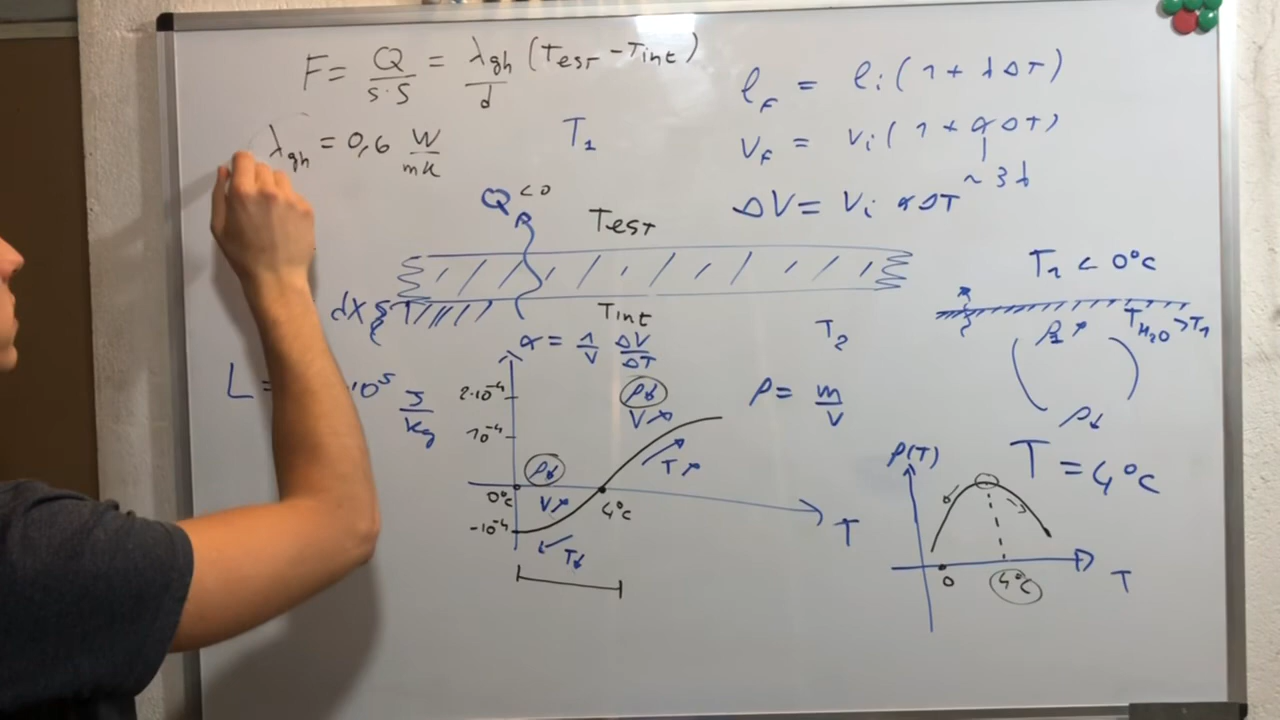 F = Q / s·S = λgh / d (Test - Tint)
λgh = 0,6 W / mK
T1
lf = li (1 + λΔT)
Vf = Vi (1 + αΔT)
~ 3λ
ΔV = Vi αΔT
Q <0
Test
T1 < 0°C
dx
Tint
T2
TH2O > T1
ρ ↗
ρ↓
α = 1/V ΔV/ΔT
L =
10^5 J / kg
2·10^-4
10^-4
0°C
-10^-4
ρ↓
V↗
T↗
ρ↓
V↗
4°C
T↓
T
ρ = m / V
T = 4°C
ρ(T)
0
4°C
T